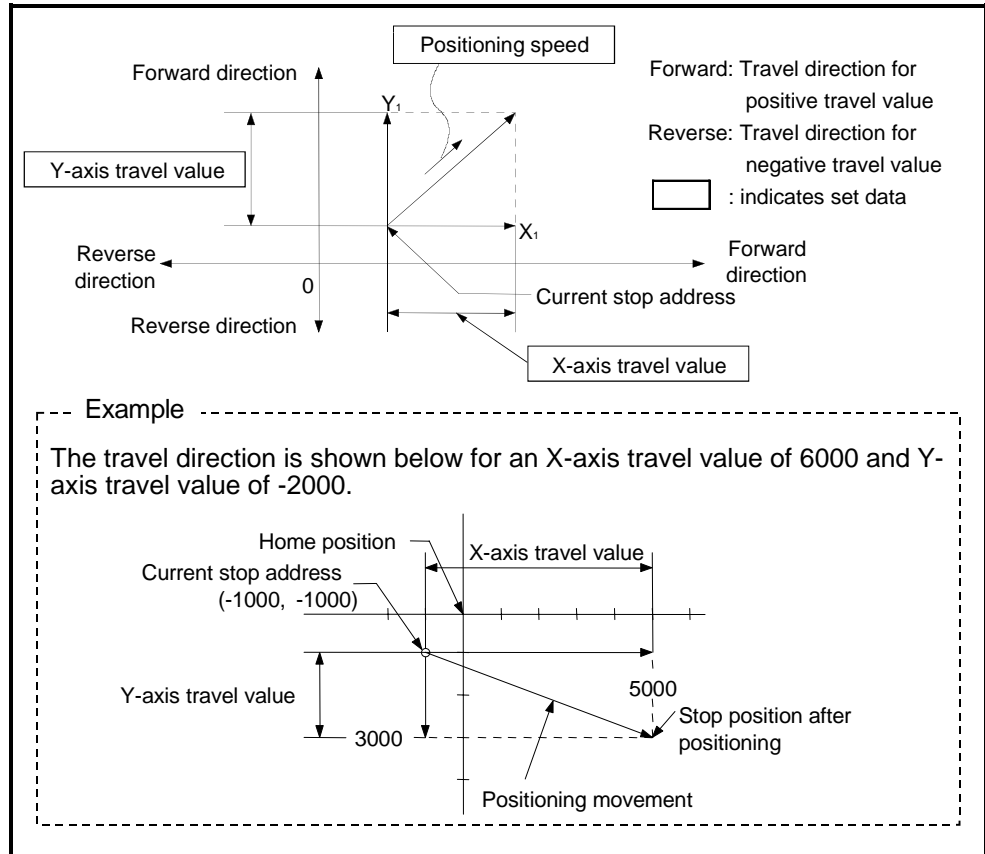 Positioning speed
Forward direction
Y1
Y-axis travel value
X1
Reverse
direction
0
Reverse direction
Forward
direction
Current stop address
X-axis travel value
Forward: Travel direction for
positive travel value
Reverse: Travel direction for
negative travel value
: indicates set data
Example
The travel direction is shown below for an X-axis travel value of 6000 and Y-
axis travel value of -2000.
Home position
X-axis travel value
Current stop address
(-1000, -1000)
Y-axis travel value
5000
3000
Stop position after
positioning
Positioning movement